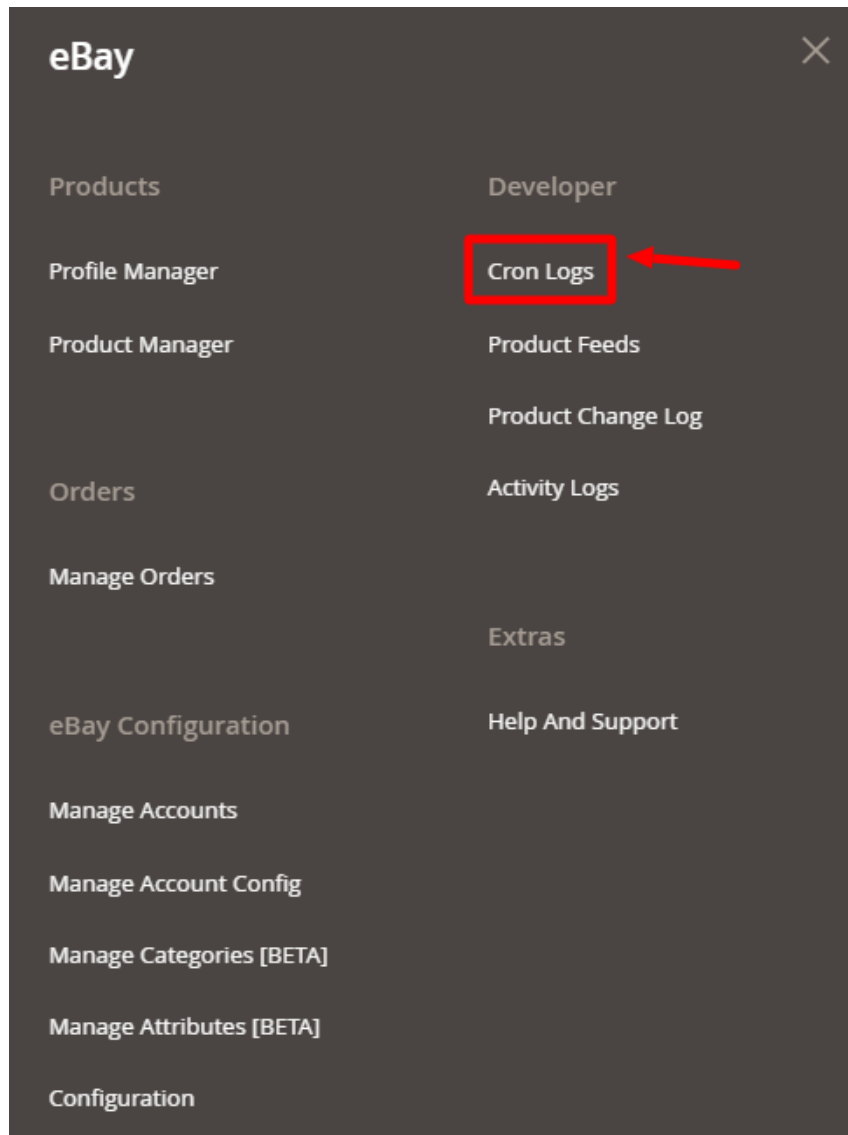 eBay
Products
Profile Manager
Product Manager
Orders
Manage Orders
eBay Configuration
Manage Accounts
Manage Account Config
Manage Categories [BETA]
Manage Attributes [BETA]
Configuration
Developer
Cron Logs
Product Feeds
Product Change Log
Activity Logs
Extras
Help And Support